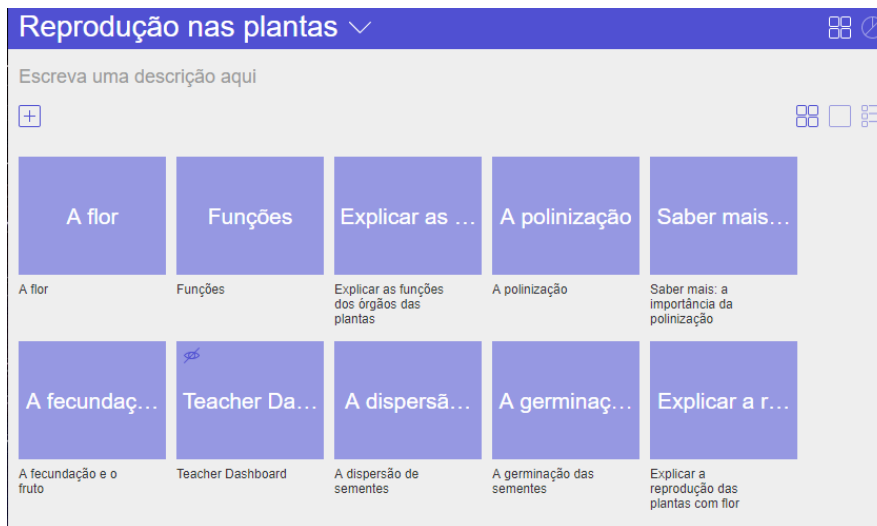 Reprodução nas plantas
Escreva uma descrição aqui
A flor
Funções
Explicar as …
A polinização
Saber mais…
A flor
Funções
Explicar as funções
dos órgãos das
plantas
A polinização
Saber mais: a
importância da
polinização
A fecundaç…
Teacher Da…
A dispersã…
A germinaç…
Explicar a r…
A fecundação e o
fruto
Teacher Dashboard
A dispersão de
sementes
A germinação das
sementes
Explicar a
reprodução das
plantas com flor